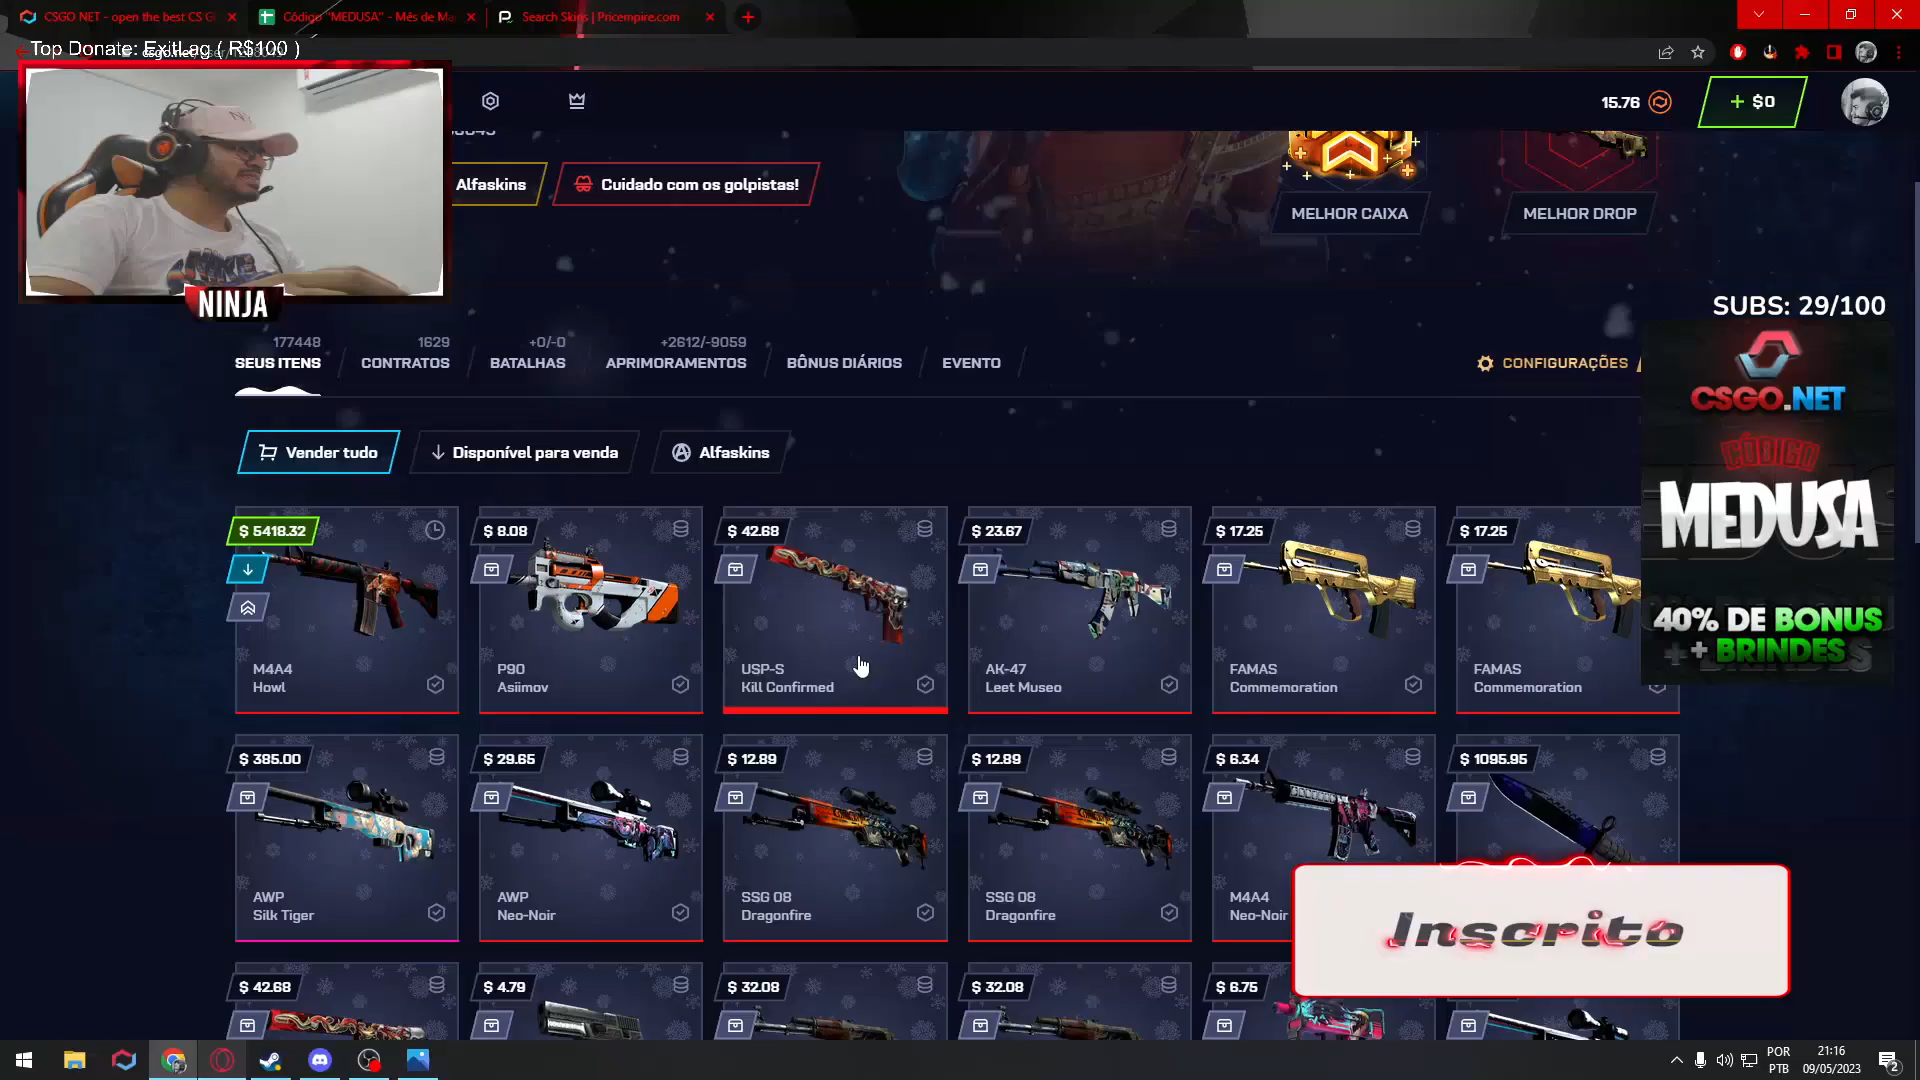 CSGO NET - open the best CS G
Código "MEDUSA" - Mês de Ma
Search Skins | Pricempire.com
Top Donate: ExitLag ( R$100 )
15.76
+ $0
Alfaskins
Cuidado com os golpistas!
MELHOR CAIXA
MELHOR DROP
NINJA
SUBS: 29/100
177448
SEUS ITENS
1629
CONTRATOS
+0/-0
BATALHAS
+2612/-9059
APRIMORAMENTOS
BÔNUS DIÁRIOS
EVENTO
CONFIGURAÇÕES
CSGO.NET
CÓDIGO
MEDUSA
40% DE BONUS
+ BRINDES
Vender tudo
Disponível para venda
Alfaskins
$ 5418.32
M4A4
Howl
$ 8.08
P90
Asiimov
$ 42.68
USP-S
Kill Confirmed
$ 23.67
AK-47
Leet Museo
$ 17.25
FAMAS
Commemoration
$ 17.25
FAMAS
Commemoration
$ 385.00
AWP
Silk Tiger
$ 29.65
AWP
Neo-Noir
$ 12.89
SSG 08
Dragonfire
$ 12.89
SSG 08
Dragonfire
$ 6.34
M4A4
Neo-Noir
$ 1095.95
Inscrito
$ 42.68
$ 4.79
$ 32.08
$ 32.08
$ 6.75
POR
PTB
21:16
09/05/2023
2